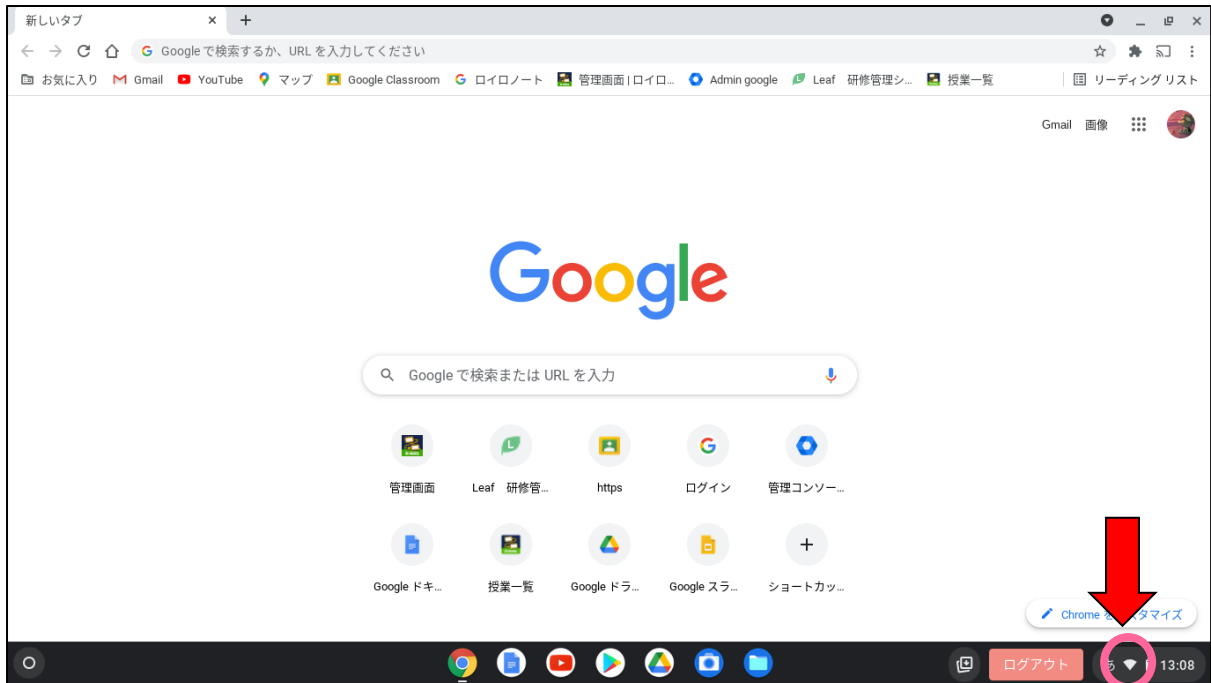 新しいタブ
Google で検索するか、URL を入力してください
お気に入り Gmail YouTube マップ Google Classroom ロイロノート 管理画面 | ロイロ... Admin google Leaf 研修管理シ... 授業一覧 リーディング リスト
Gmail 画像
Google
Google で検索または URL を入力
管理画面 Leaf 研修管... https ログイン 管理コンソー...
Google ドキ... 授業一覧 Google ドラ... Google スラ... ショートカッ...
Chrome を スタマイズ
ログアウト あ 13:08